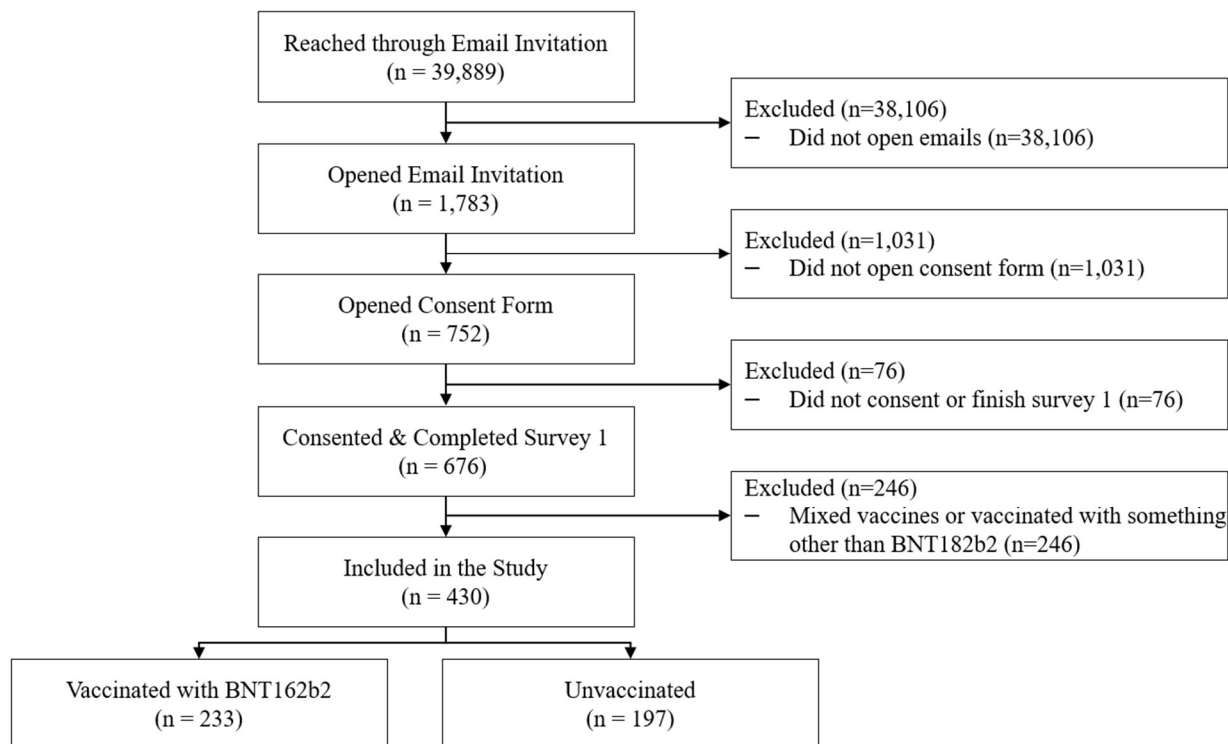 Reached through Email Invitation
(n = 39,889)
Excluded (n=38,106)
– Did not open emails (n=38,106)
Opened Email Invitation
(n = 1,783)
Excluded (n=1,031)
– Did not open consent form (n=1,031)
Opened Consent Form
(n = 752)
Excluded (n=76)
– Did not consent or finish survey 1 (n=76)
Consented & Completed Survey 1
(n = 676)
Excluded (n=246)
– Mixed vaccines or vaccinated with something
other than BNT182b2 (n=246)
Included in the Study
(n = 430)
Vaccinated with BNT162b2
(n = 233)
Unvaccinated
(n = 197)